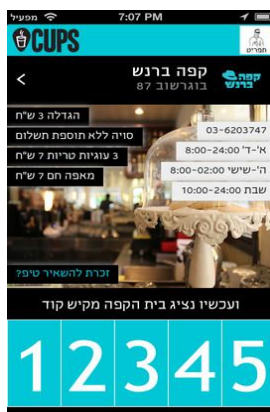 מפעיל 7:07 PM
CUPS
תפריט
קפה ברנש
בוגרשוב 87
קפה
ברנש
הגדלה 3 ש"ח
סויה ללא תוספת תשלום
3 עוגיות טריות 7 ש"ח
מאפה חם 7 ש"ח
03-6203747
א'-ד' 8:00-24:00
ה'-שישי 8:00-02:00
שבת 10:00-24:00
זכרת להשאיר טיפ?
ועכשיו נציג בית הקפה מקיש קוד
1 2 3 4 5